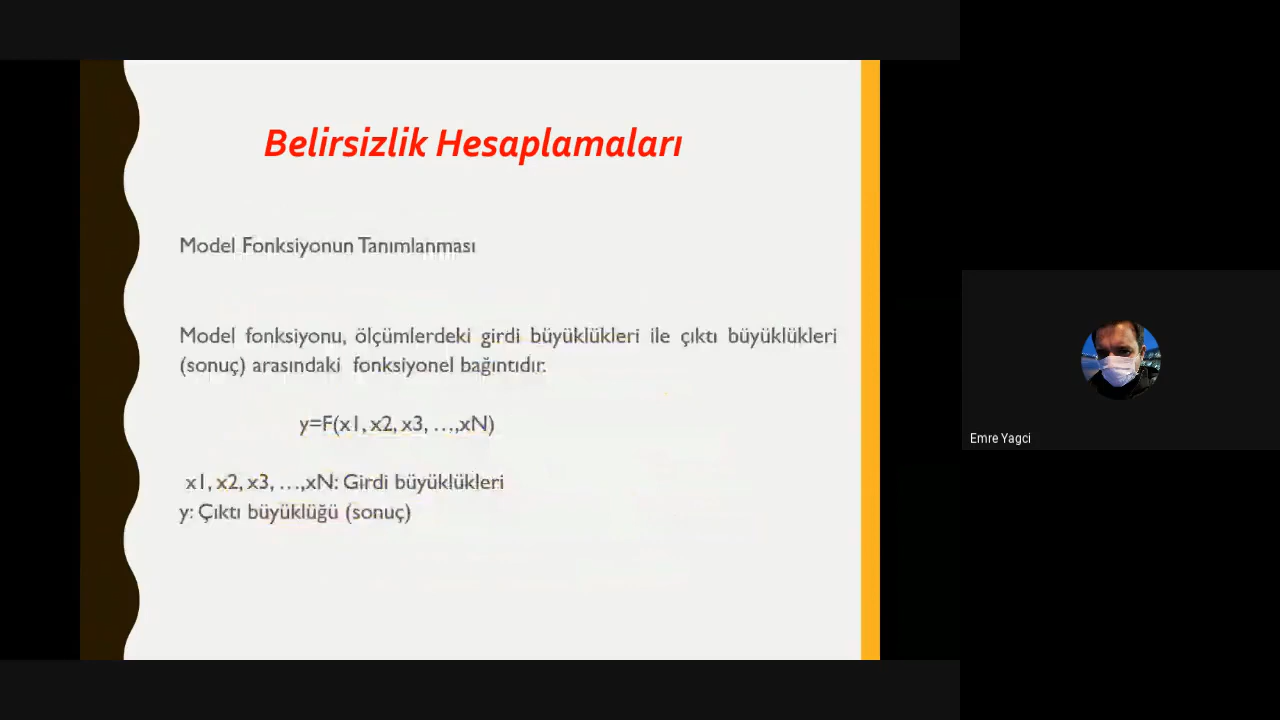 Belirsizlik Hesaplamaları
Model Fonksiyonun Tanımlanması
Model fonksiyonu, ölçümlerdeki girdi büyüklükleri ile çıktı büyüklükleri
(sonuç) arasındaki fonksiyonel bağıntıdır.
y=F(x1, x2, x3, …,xN)
x1, x2, x3, …,xN: Girdi büyüklükleri
y: Çıktı büyüklüğü (sonuç)
Emre Yagci